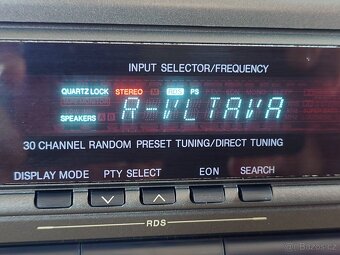 INPUT SELECTOR/FREQUENCY
QUARTZ LOCK STEREO RDS PS
SPEAKERS A
R-VLTAVA
30 CHANNEL RANDOM PRESET TUNING/DIRECT TUNING
DISPLAY MODE PTY SELECT EON SEARCH
RDS